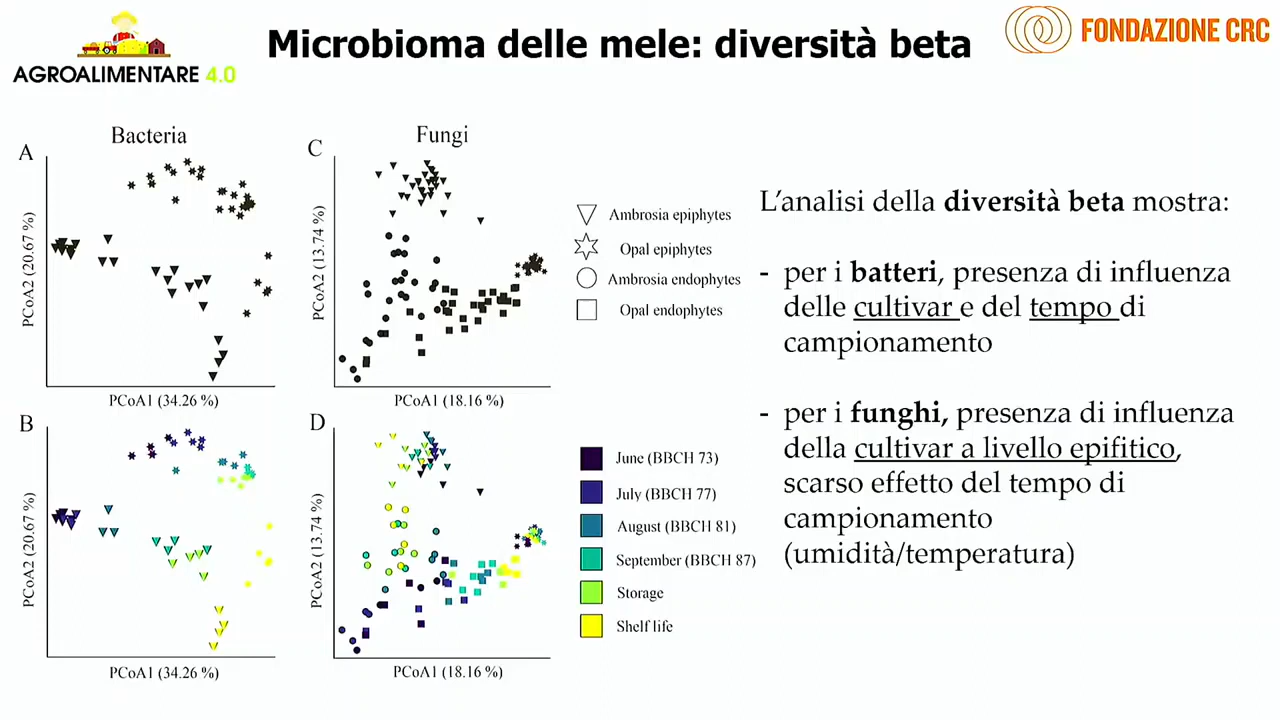 Microbioma delle mele: diversità beta
AGROALIMENTARE 4.0
FONDAZIONE CRC
Bacteria
A
PCoA2 (20.67 %)
PCoA1 (34.26 %)
B
PCoA2 (20.67 %)
PCoA1 (34.26 %)
Fungi
C
PCoA2 (13.74 %)
PCoA1 (18.16 %)
D
PCoA2 (13.74 %)
PCoA1 (18.16 %)
Ambrosia epiphytes
Opal epiphytes
Ambrosia endophytes
Opal endophytes
June (BBCH 73)
July (BBCH 77)
August (BBCH 81)
September (BBCH 87)
Storage
Shelf life
L’analisi della diversità beta mostra:
- per i batteri, presenza di influenza
delle cultivar e del tempo di
campionamento
- per i funghi, presenza di influenza
della cultivar a livello epifitico,
scarso effetto del tempo di
campionamento
(umidità/temperatura)